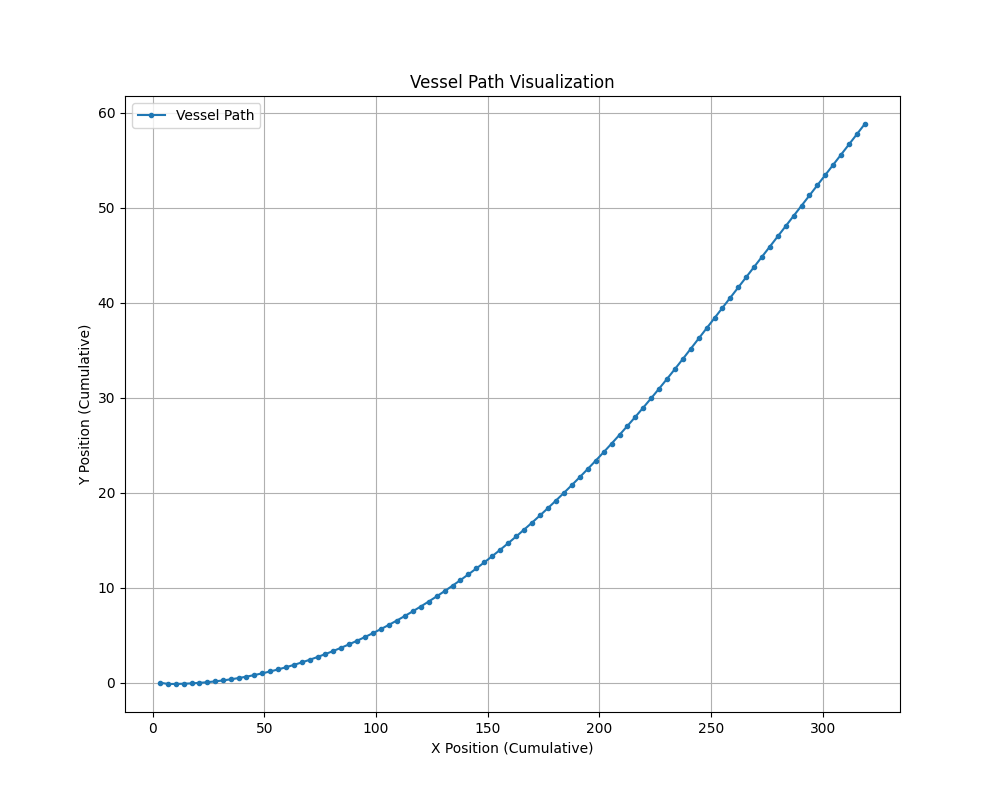 Vessel Path Visualization
Vessel Path
60
50
40
30
20
10
0
Y Position (Cumulative)
0 50 100 150 200 250 300
X Position (Cumulative)